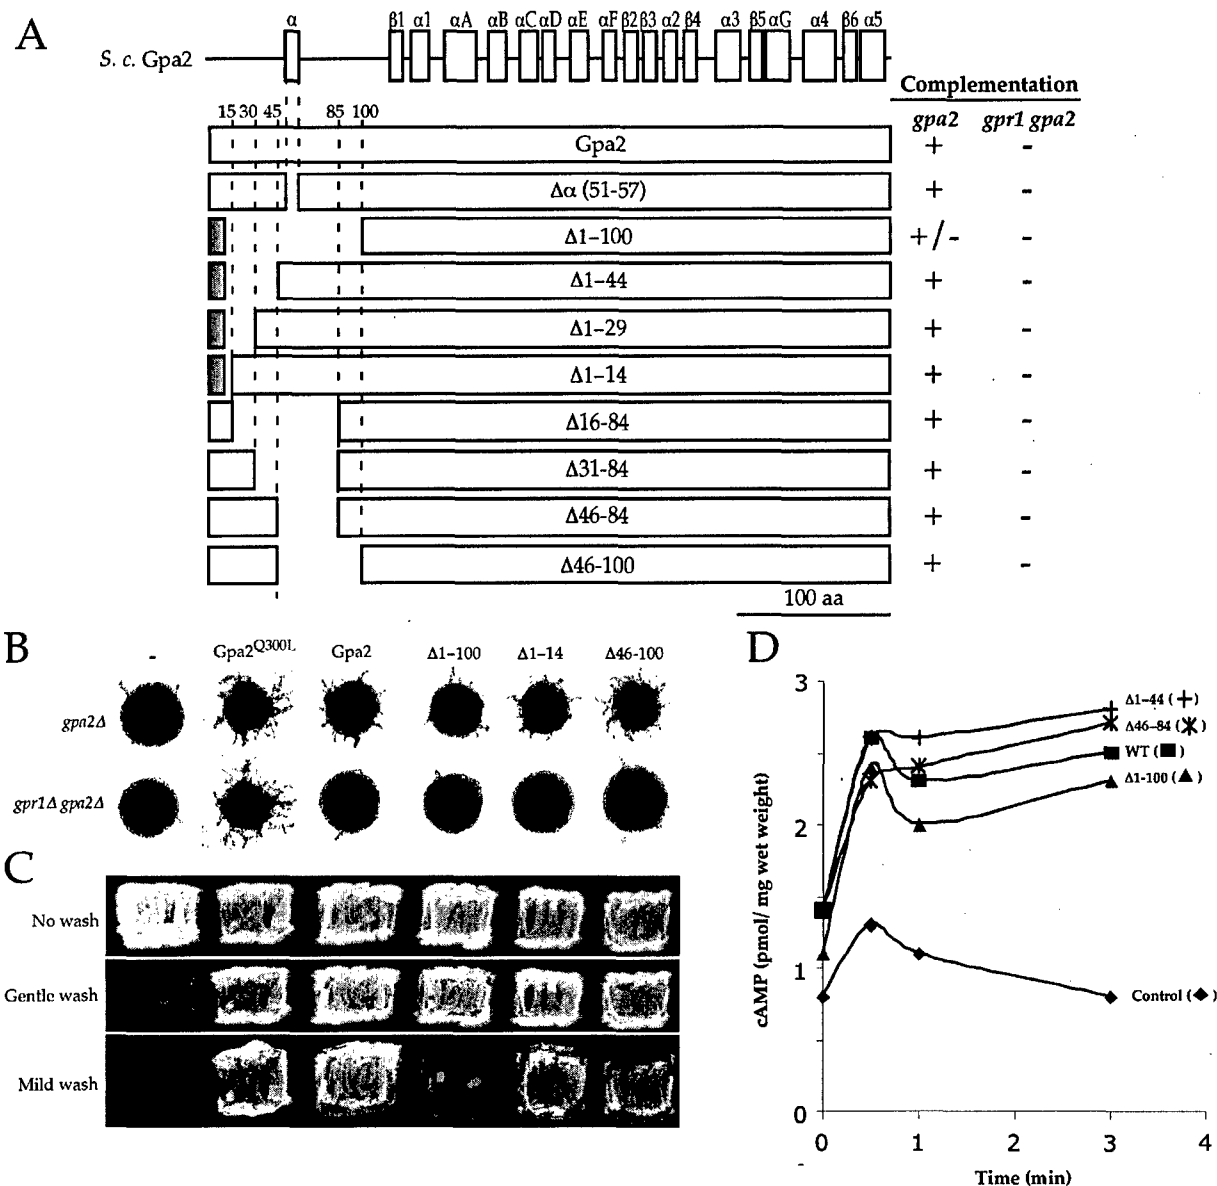 A
α β1 α1 αA αB αC αD αE αF β2 β3 α2 β4 α3 β5 αG α4 β6 α5
S. c. Gpa2
Complementation
gpa2 gpr1 gpa2
15 30 45 85 100
Gpa2 + -
Δα (51-57) + -
Δ1-100 +/- -
Δ1-44 + -
Δ1-29 + -
Δ1-14 + -
Δ16-84 + -
Δ31-84 + -
Δ46-84 + -
Δ46-100 + -
100 aa
B
- Gpa2Q300L Gpa2 Δ1-100 Δ1-14 Δ46-100
gpa2Δ
gpr1Δ gpa2Δ
C
No wash
Gentle wash
Mild wash
D
3
2
1
0
cAMP (pmol/ mg wet weight)
Δ1-44 (+)
Δ46-84 (✳)
WT (■)
Δ1-100 (▲)
Control (◆)
0 1 2 3 4
Time (min)